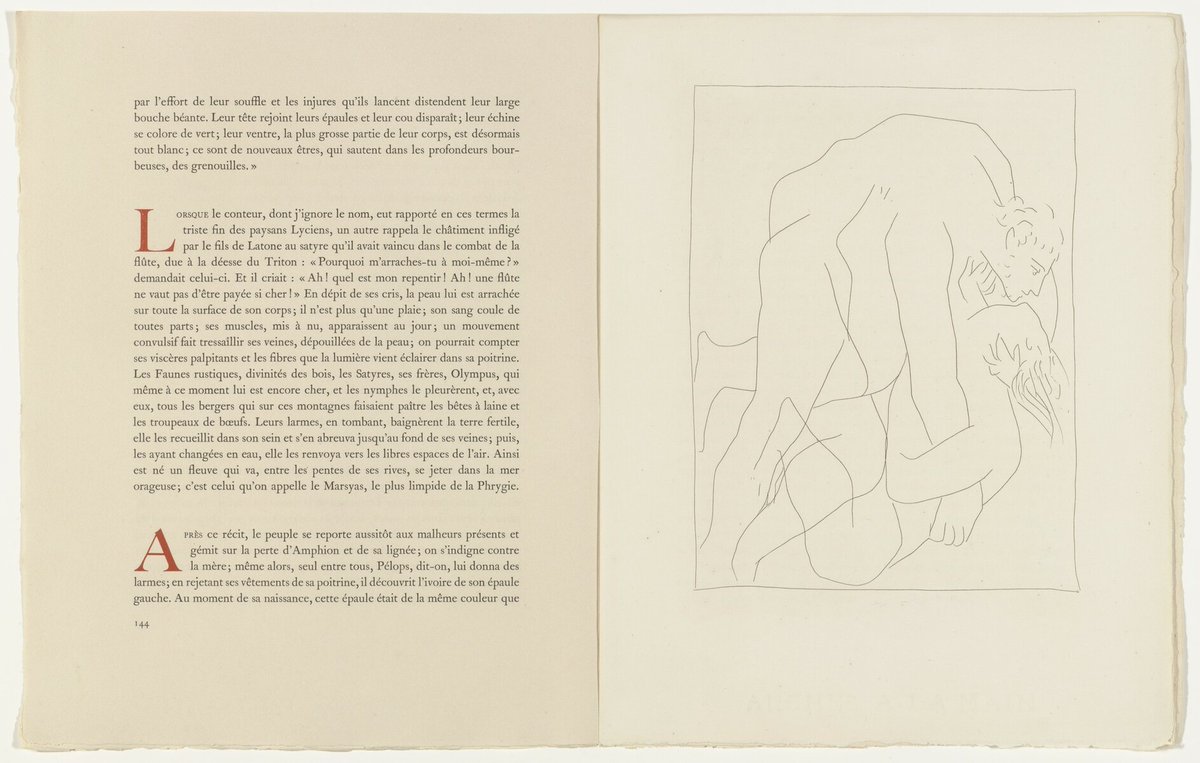 par l'effort de leur souffle et les injures qu'ils lancent distendent leur large
bouche béante. Leur tête rejoint leurs épaules et leur cou disparaît; leur échine
se colore de vert; leur ventre, la plus grosse partie de leur corps, est désormais
tout blanc; ce sont de nouveaux êtres, qui sautent dans les profondeurs bour-
beuses, des grenouilles. »
LORSQUE le conteur, dont j'ignore le nom, eut rapporté en ces termes la
triste fin des paysans Lyciens, un autre rappela le châtiment infligé
par le fils de Latone au satyre qu'il avait vaincu dans le combat de la
flûte, due à la déesse du Triton : « Pourquoi m'arraches-tu à moi-même? »
demandait celui-ci. Et il criait : « Ah! quel est mon repentir! Ah! une flûte
ne vaut pas d'être payée si cher! » En dépit de ses cris, la peau lui est arrachée
sur toute la surface de son corps; il n'est plus qu'une plaie; son sang coule de
toutes parts; ses muscles, mis à nu, apparaissent au jour; un mouvement
convulsif fait tressaîllir ses veines, dépouillées de la peau; on pourrait compter
ses viscères palpitants et les fibres que la lumière vient éclairer dans sa poitrine.
Les Faunes rustiques, divinités des bois, les Satyres, ses frères, Olympus, qui
même à ce moment lui est encore cher, et les nymphes le pleurèrent, et, avec
eux, tous les bergers qui sur ces montagnes faisaient paître les bêtes à laine et
les troupeaux de bœufs. Leurs larmes, en tombant, baignèrent la terre fertile,
elle les recueillit dans son sein et s'en abreuva jusqu'au fond de ses veines; puis,
les ayant changées en eau, elle les renvoya vers les libres espaces de l'air. Ainsi
est né un fleuve qui va, entre les pentes de ses rives, se jeter dans la mer
orageuse; c'est celui qu'on appelle le Marsyas, le plus limpide de la Phrygie.
APRÈS ce récit, le peuple se reporte aussitôt aux malheurs présents et
gémit sur la perte d'Amphion et de sa lignée; on s'indigne contre
la mère; même alors, seul entre tous, Pélops, dit-on, lui donna des
larmes; en rejetant ses vêtements de sa poitrine, il découvrit l'ivoire de son épaule
gauche. Au moment de sa naissance, cette épaule était de la même couleur que
144